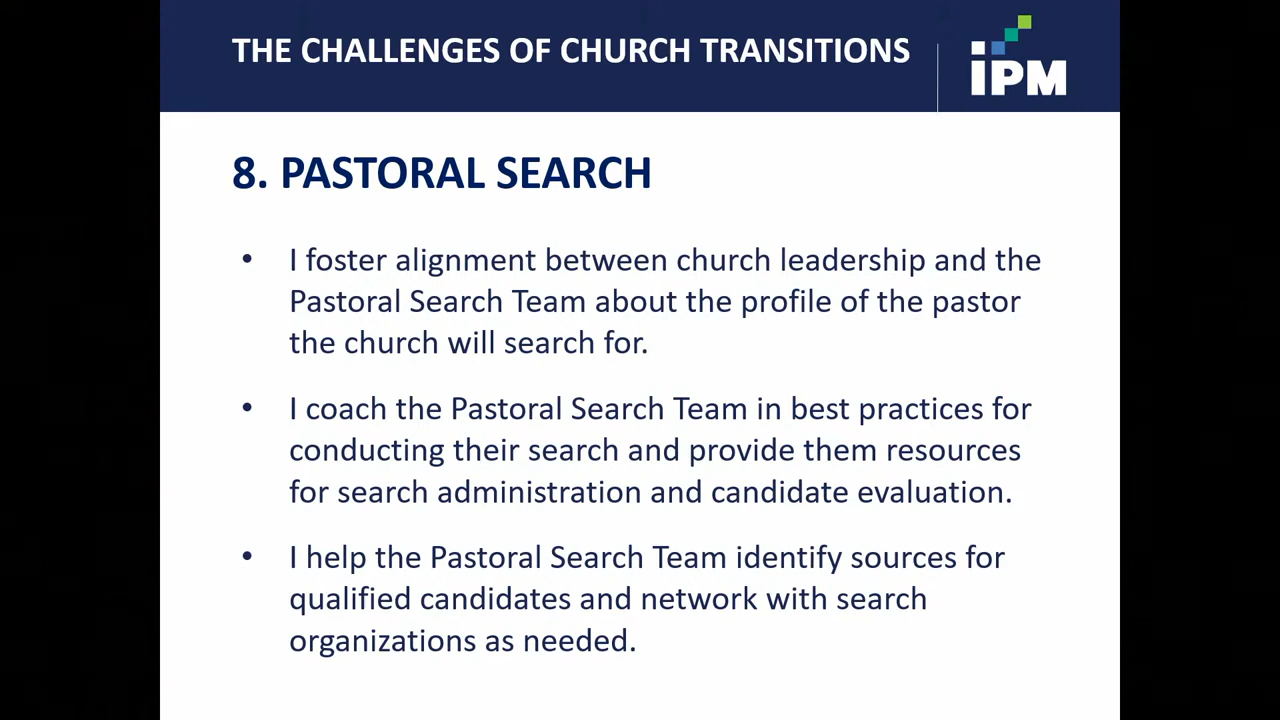 THE CHALLENGES OF CHURCH TRANSITIONS
iPM
8. PASTORAL SEARCH
• I foster alignment between church leadership and the
Pastoral Search Team about the profile of the pastor
the church will search for.
• I coach the Pastoral Search Team in best practices for
conducting their search and provide them resources
for search administration and candidate evaluation.
• I help the Pastoral Search Team identify sources for
qualified candidates and network with search
organizations as needed.